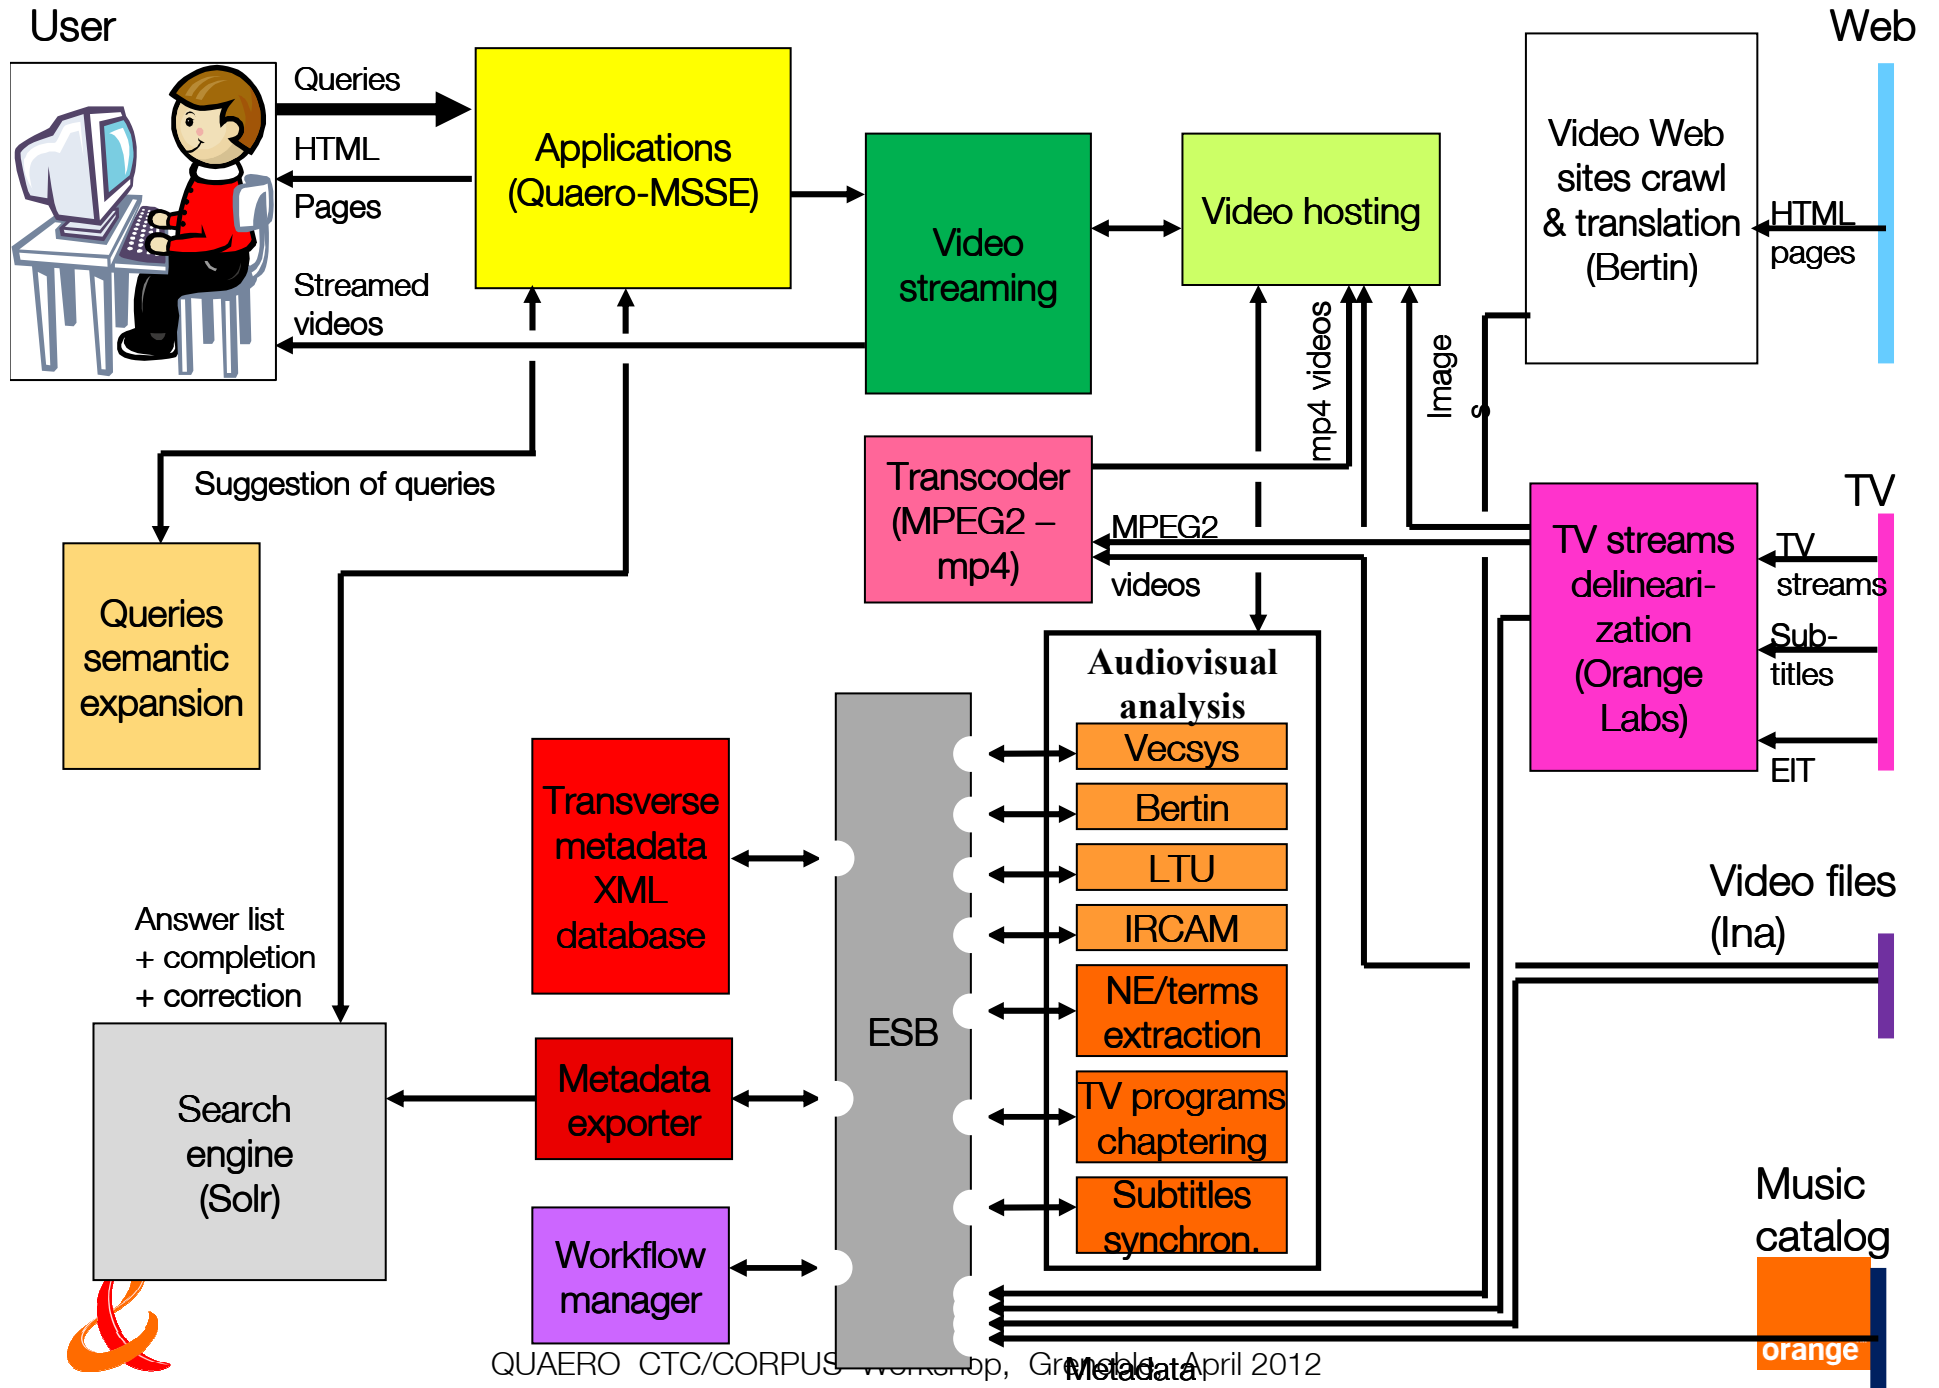 User
Queries
HTML
Pages
Streamed
videos
Applications
(Quaero-MSSE)
Video
streaming
Video hosting
Video Web
sites crawl
& translation
(Bertin)
Web
HTML
pages
mp4 videos
Image
s
Suggestion of queries
Transcoder
(MPEG2 –
mp4)
MPEG2
videos
TV
TV streams
delineari-
zation
(Orange
Labs)
TV
streams
Sub-
titles
EIT
Queries
semantic
expansion
Audiovisual
analysis
Vecsys
Bertin
LTU
IRCAM
NE/terms
extraction
TV programs
chaptering
Subtitles
synchron.
Transverse
metadata
XML
database
ESB
Video files
(Ina)
Answer list
+ completion
+ correction
Search
engine
(Solr)
Metadata
exporter
Workflow
manager
Music
catalog
orange
Metadata
QUAERO CTC/CORPUS Workshop, Grenoble, April 2012